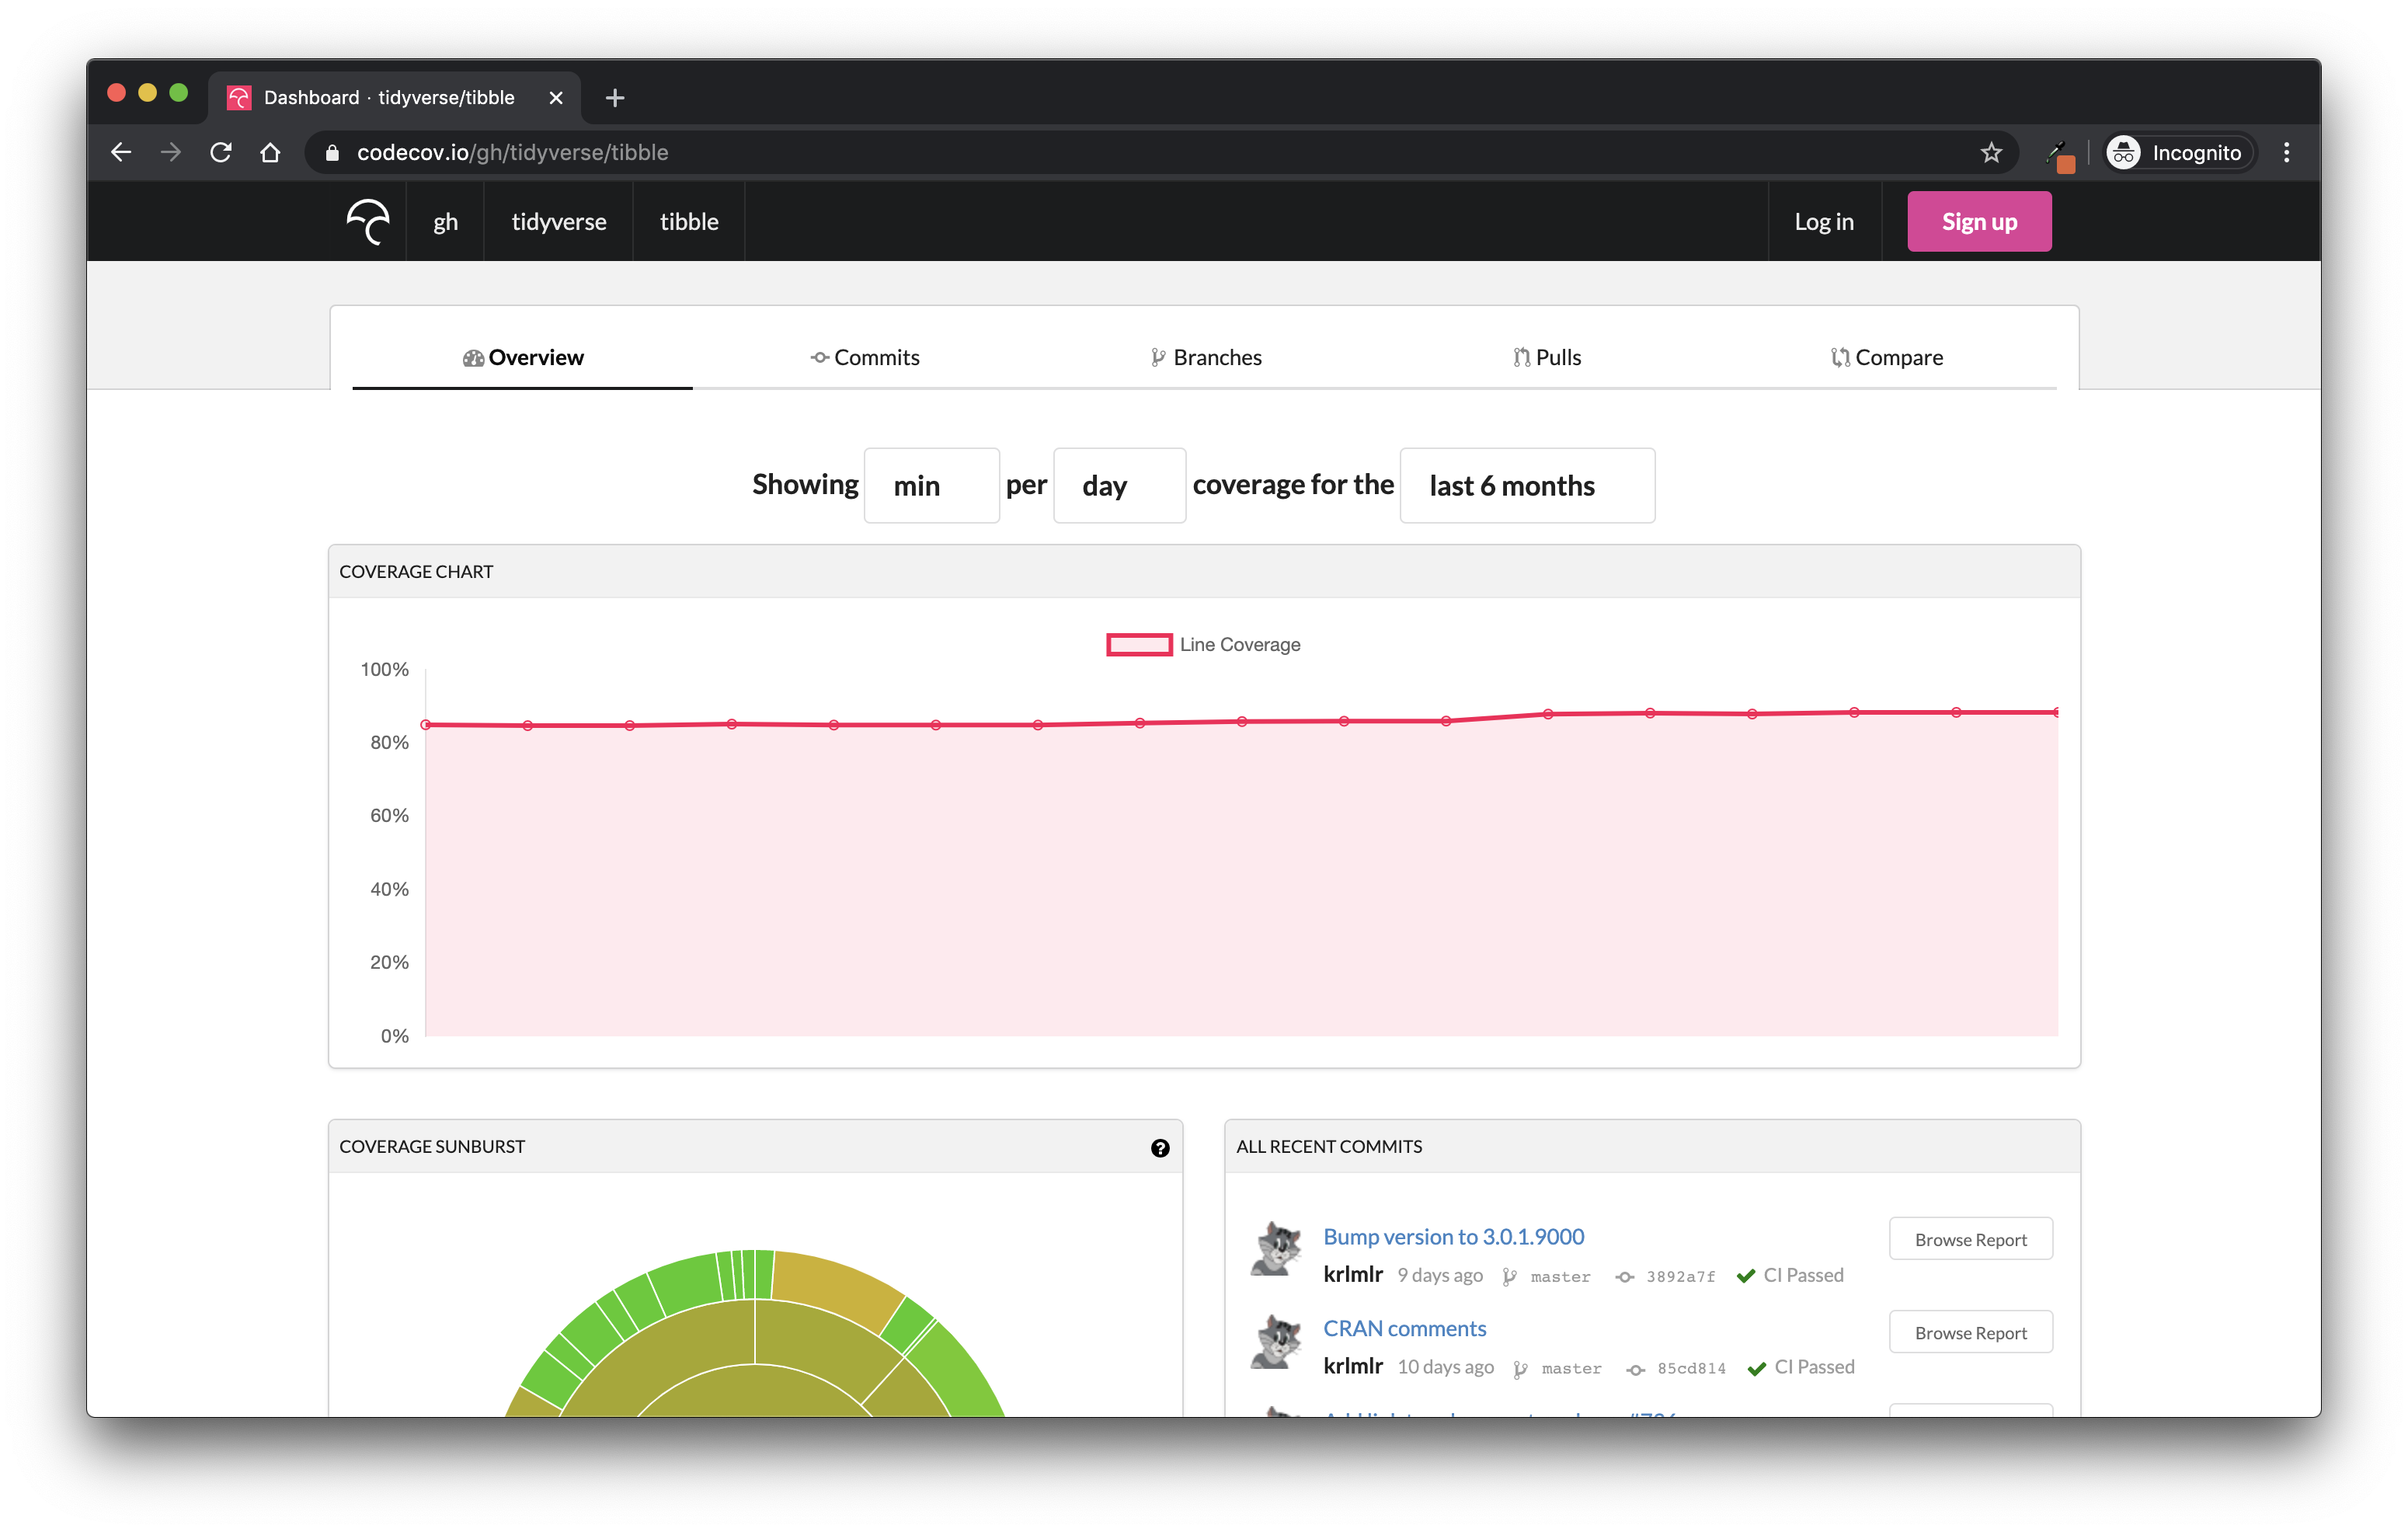 Dashboard · tidyverse/tibble
codecov.io/gh/tidyverse/tibble
Incognito
gh tidyverse tibble Log in Sign up
Overview Commits Branches Pulls Compare
Showing min per day coverage for the last 6 months
COVERAGE CHART
Line Coverage
100%
80%
60%
40%
20%
0%
COVERAGE SUNBURST
?
ALL RECENT COMMITS
Bump version to 3.0.1.9000
Browse Report
krlmlr 9 days ago master 3892a7f CI Passed
CRAN comments
Browse Report
krlmlr 10 days ago master 85cd814 CI Passed